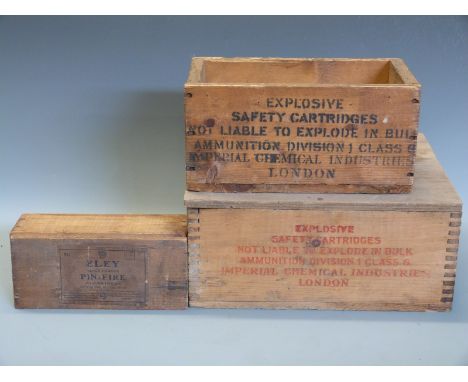 EXPLOSIVE
SAFETY CARTRIDGES
NOT LIABLE TO EXPLODE IN BULK
AMMUNITION DIVISION 1 CLASS 6
IMPERIAL CHEMICAL INDUSTRIES
LONDON
EXPLOSIVE
SAFETY CARTRIDGES
NOT LIABLE TO EXPLODE IN BULK
AMMUNITION DIVISION 1 CLASS 6.
IMPERIAL CHEMICAL INDUSTRIES
LONDON
ELEY
PIN-FIRE